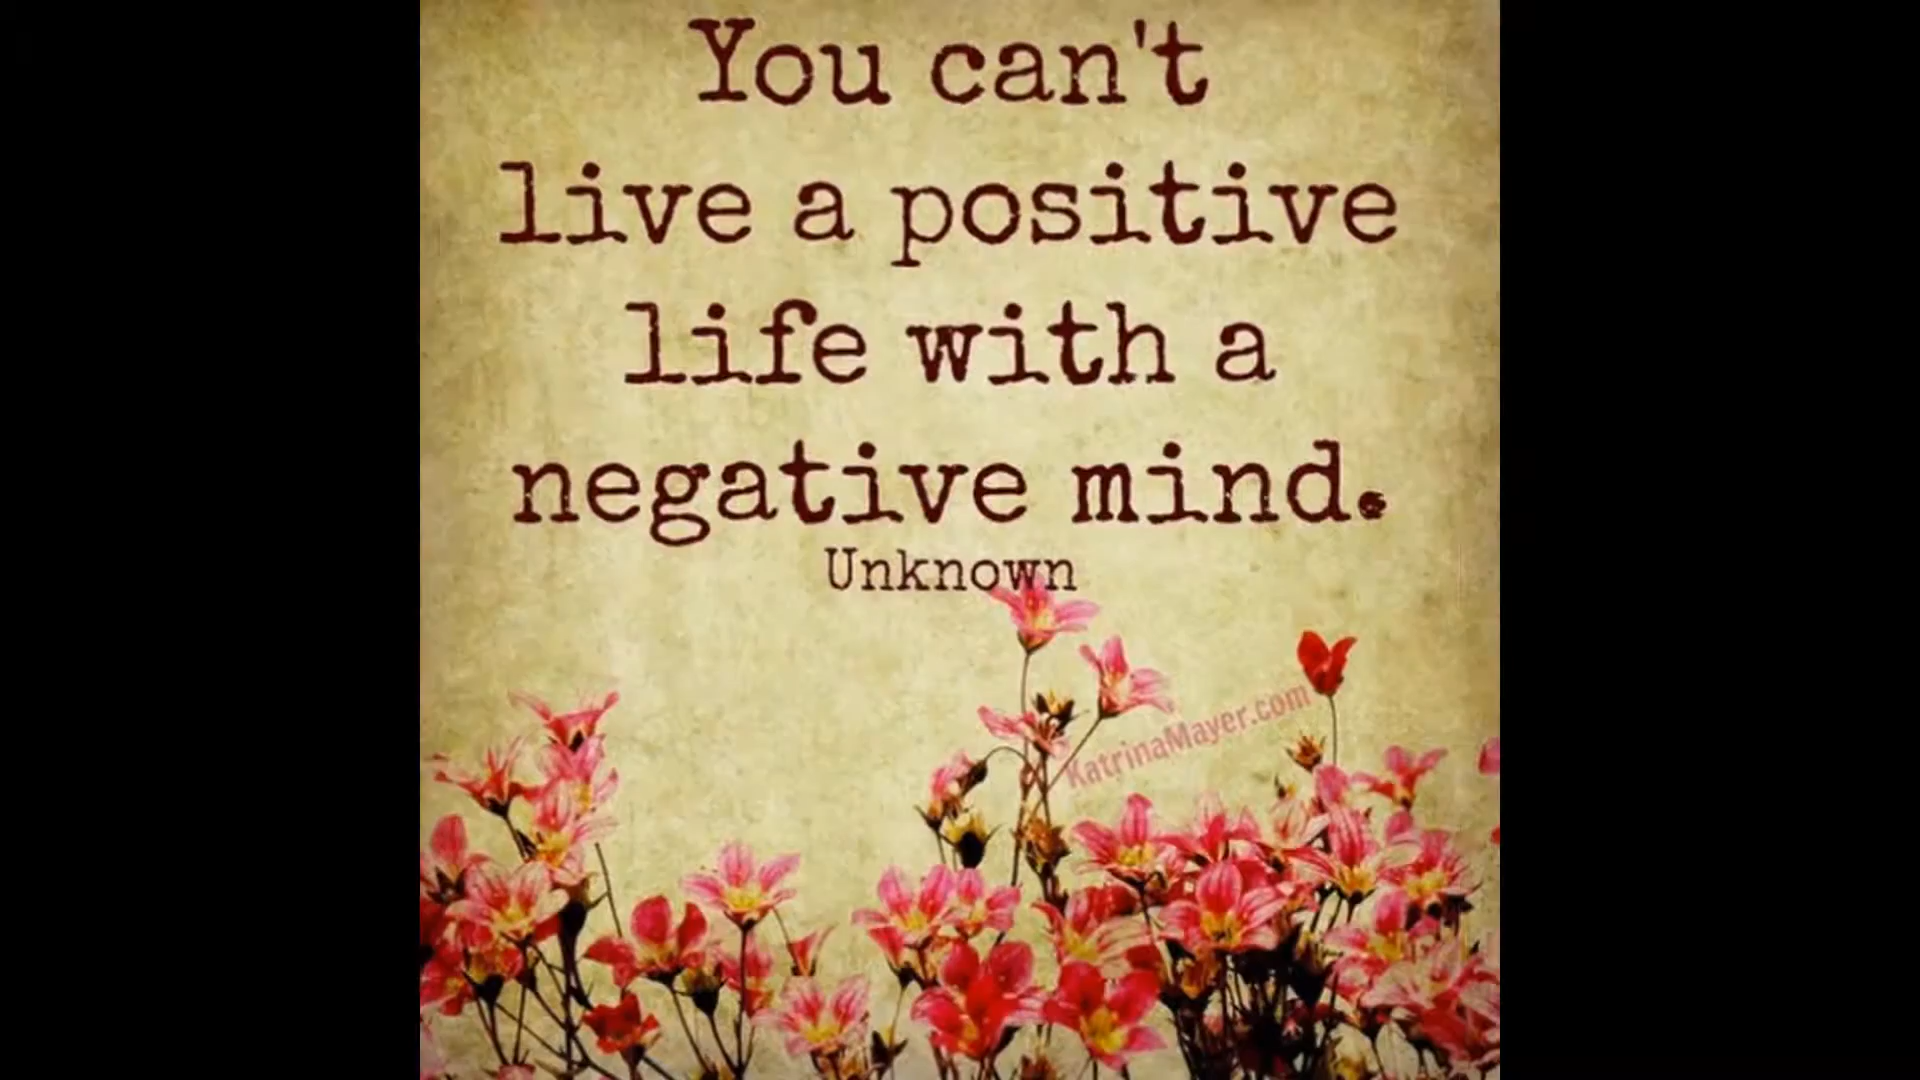 You can't
live a positive
life with a
negative mind.
Unknown
KatrinaMayer.com